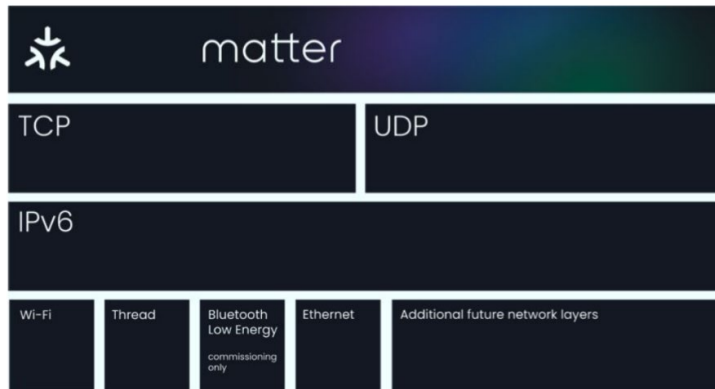 matter
TCP
UDP
IPv6
Wi-Fi
Thread
Bluetooth
Low Energy
commissioning
only
Ethernet
Additional future network layers